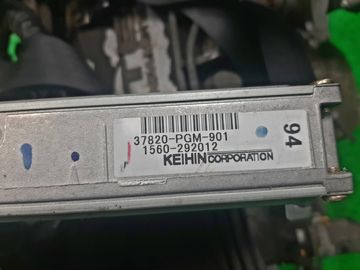 37820-PGM-901
1560-292012
KEIHIN CORPORATION
94